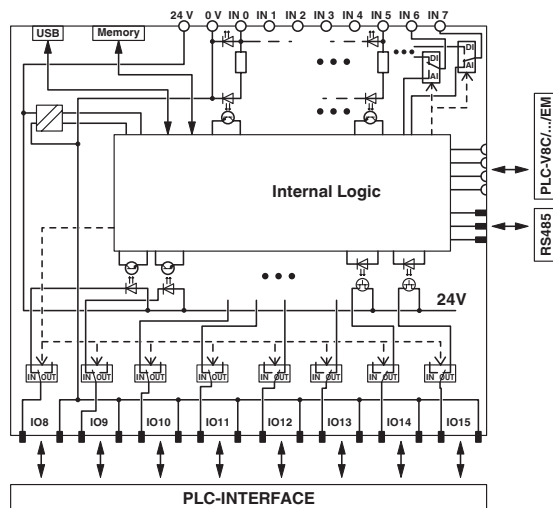 24 V 0 V IN 0 IN 1 IN 2 IN 3 IN 4 IN 5 IN 6 IN 7
USB Memory
DI
AI
DI
AI
PLC-V8C/.../EM
Internal Logic
RS485
24V
IN OUT IN OUT IN OUT IN OUT IN OUT IN OUT IN OUT IN OUT
IO8 IO9 IO10 IO11 IO12 IO13 IO14 IO15
PLC-INTERFACE